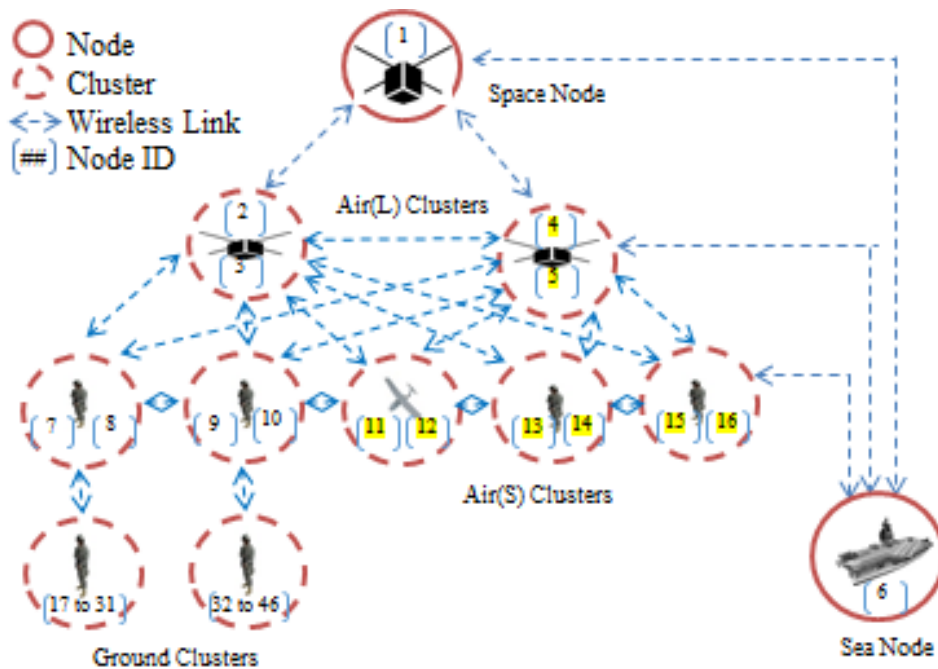 Node
Cluster
Wireless Link
[##] Node ID
[1]
Space Node
[2]
[3]
Air(L) Clusters
[4]
[5]
[7] [8]
[9] [10]
[11] [12]
[13] [14]
[15] [16]
Air(S) Clusters
[17 to 31]
[32 to 46]
[6]
Ground Clusters
Sea Node